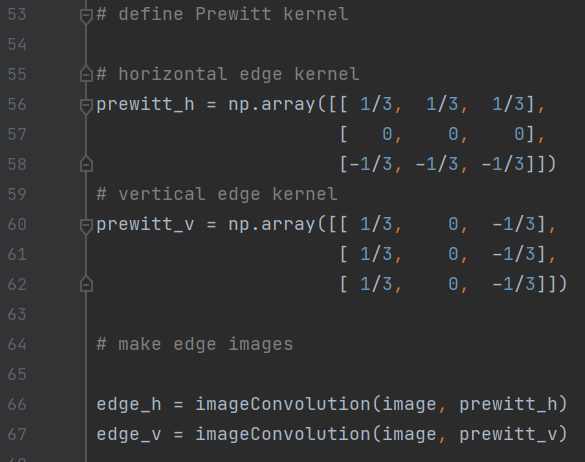 53 # define Prewitt kernel
54
55 # horizontal edge kernel
56 prewitt_h = np.array([[ 1/3,  1/3,  1/3],
57                       [   0,    0,    0],
58                       [-1/3, -1/3, -1/3]])
59 # vertical edge kernel
60 prewitt_v = np.array([[ 1/3,    0,  -1/3],
61                       [ 1/3,    0,  -1/3],
62                       [ 1/3,    0,  -1/3]])
63
64 # make edge images
65
66 edge_h = imageConvolution(image, prewitt_h)
67 edge_v = imageConvolution(image, prewitt_v)